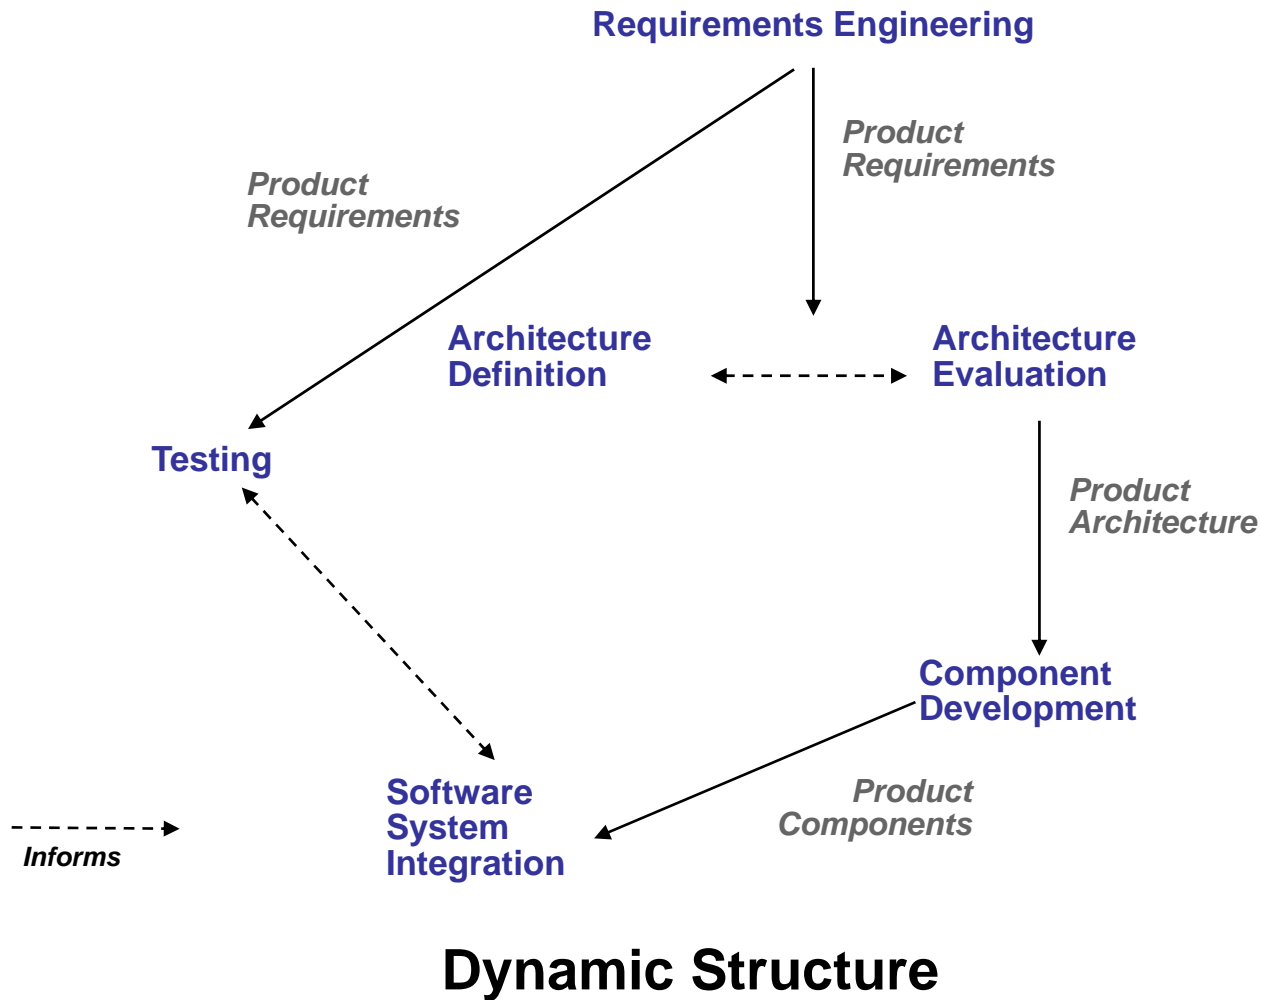 Requirements Engineering
Product
Requirements
Product
Requirements
Architecture
Definition
Architecture
Evaluation
Testing
Product
Architecture
Component
Development
Software
System
Integration
Product
Components
Informs
Dynamic Structure